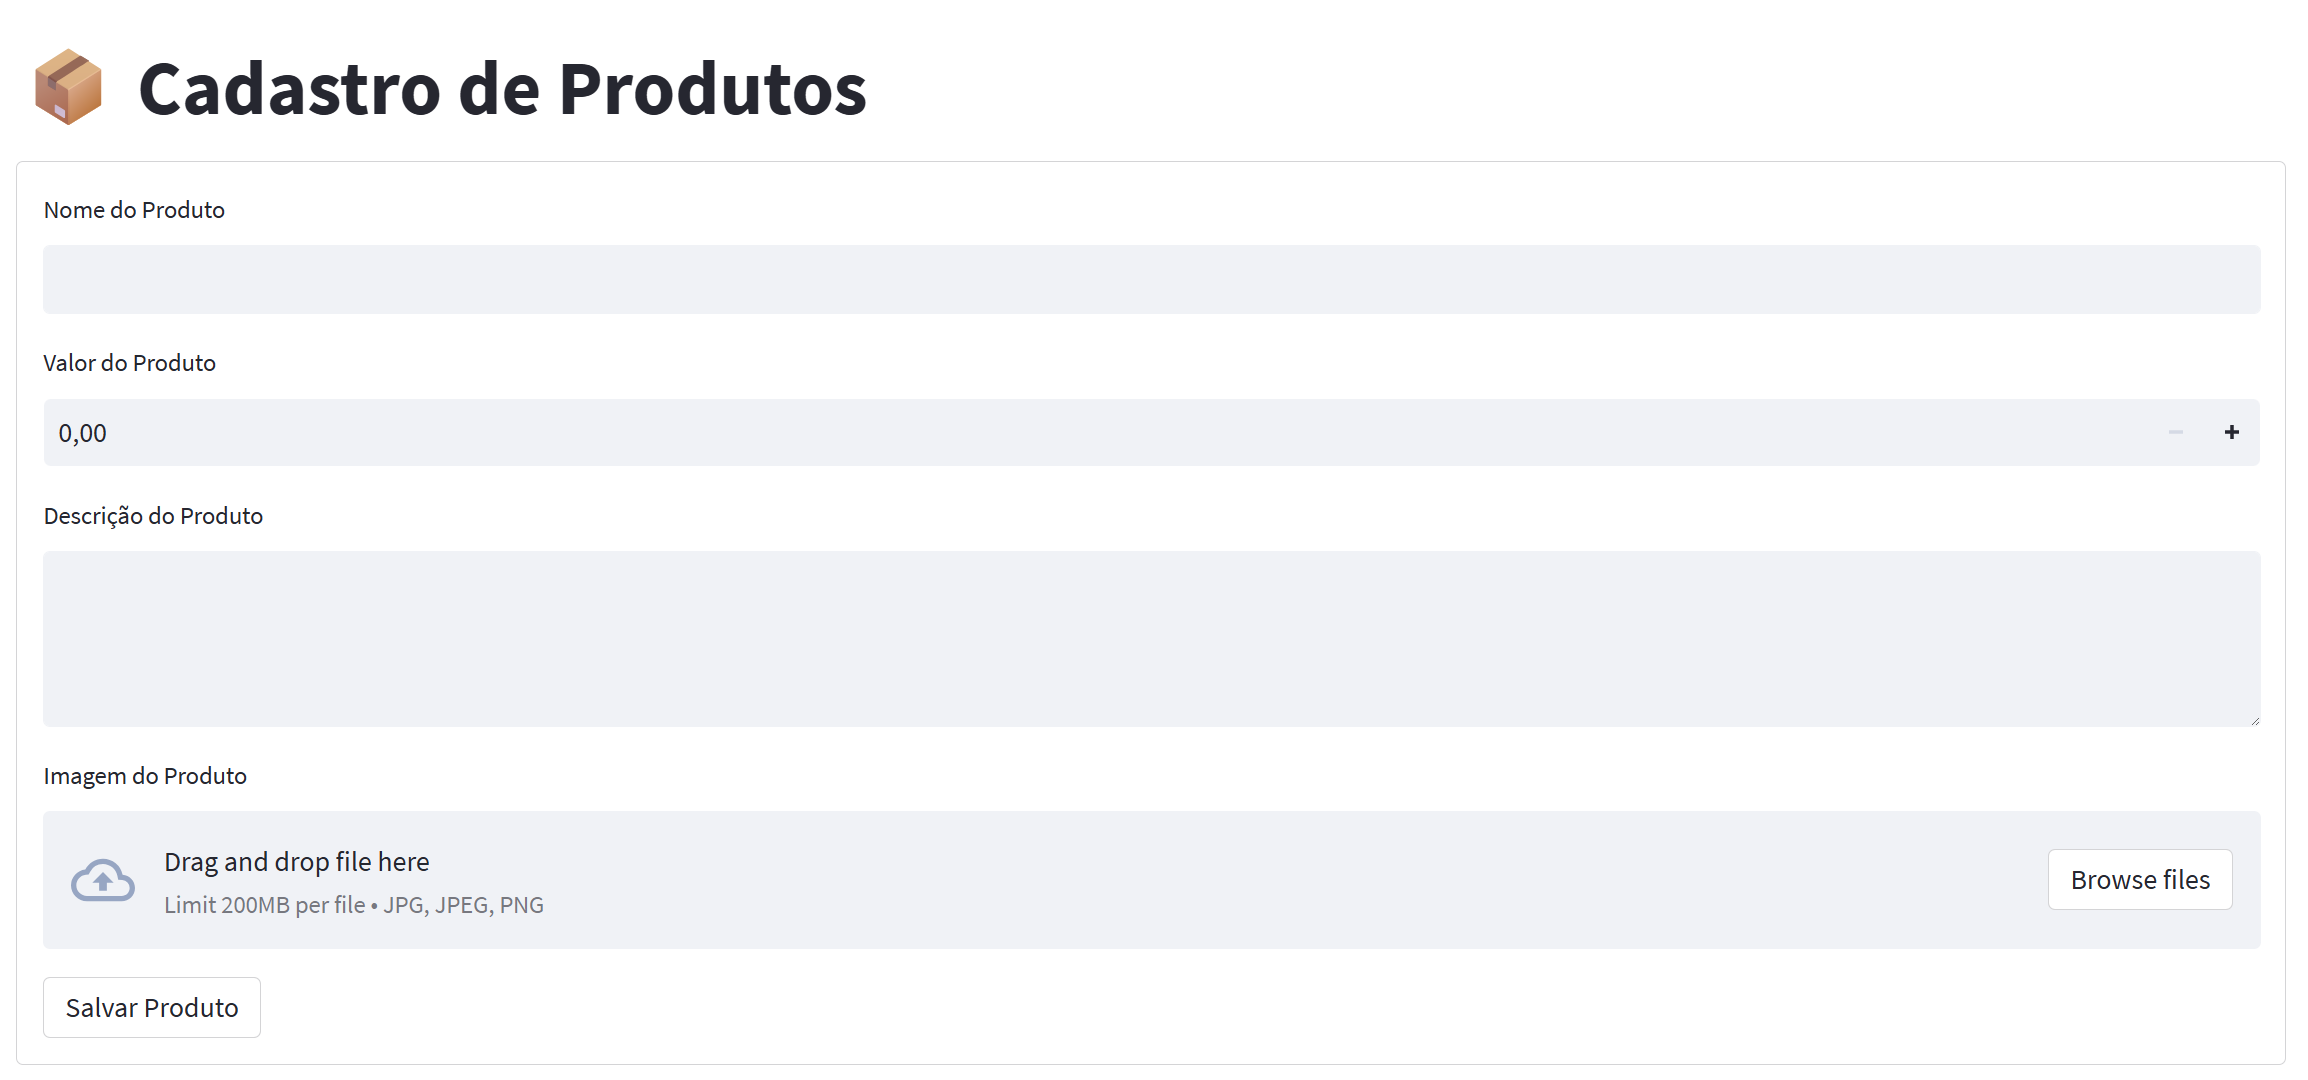 Cadastro de Produtos
Nome do Produto
Valor do Produto
0,00
Descrição do Produto
Imagem do Produto
Drag and drop file here
Limit 200MB per file • JPG, JPEG, PNG
Browse files
Salvar Produto